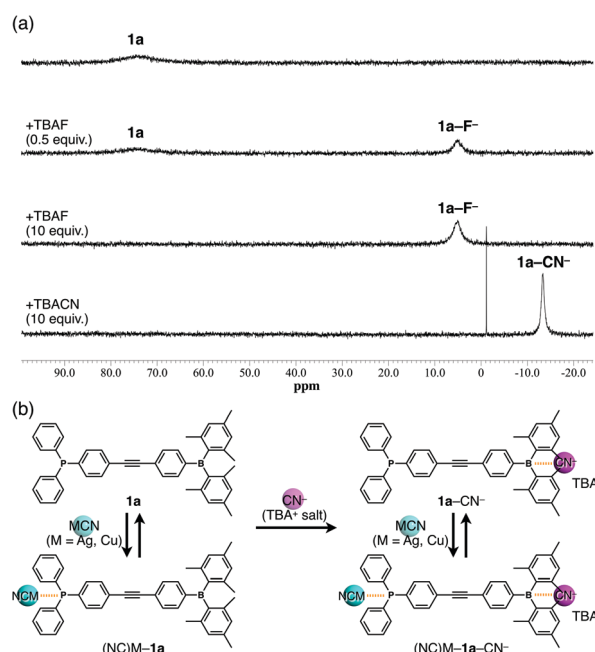 (a)
1a
+TBAF
(0.5 equiv.)
1a
1a–F⁻
+TBAF
(10 equiv.)
1a–F⁻
+TBACN
(10 equiv.)
1a–CN⁻
90.0 80.0 70.0 60.0 50.0 40.0 30.0 20.0 10.0 0 -10.0 -20.0
ppm
(b)
P
B
1a
MCN
(M = Ag, Cu)
NCM
P
B
(NC)M–1a
CN⁻
(TBA⁺ salt)
P
B
CN⁻
TBA
1a–CN⁻
MCN
(M = Ag, Cu)
NCM
P
B
CN⁻
TBA
(NC)M–1a–CN⁻